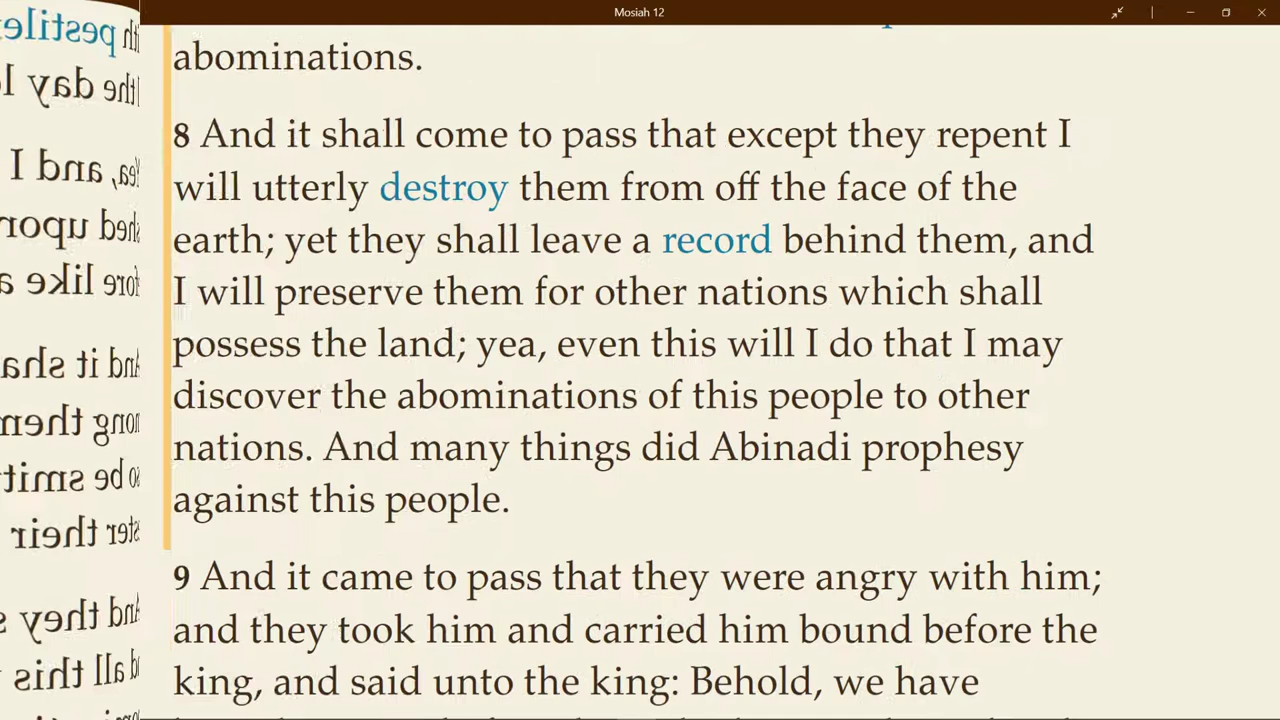 Mosiah 12
abominations.
8 And it shall come to pass that except they repent I
will utterly destroy them from off the face of the
earth; yet they shall leave a record behind them, and
I will preserve them for other nations which shall
possess the land; yea, even this will I do that I may
discover the abominations of this people to other
nations. And many things did Abinadi prophesy
against this people.
9 And it came to pass that they were angry with him;
and they took him and carried him bound before the
king, and said unto the king: Behold, we have